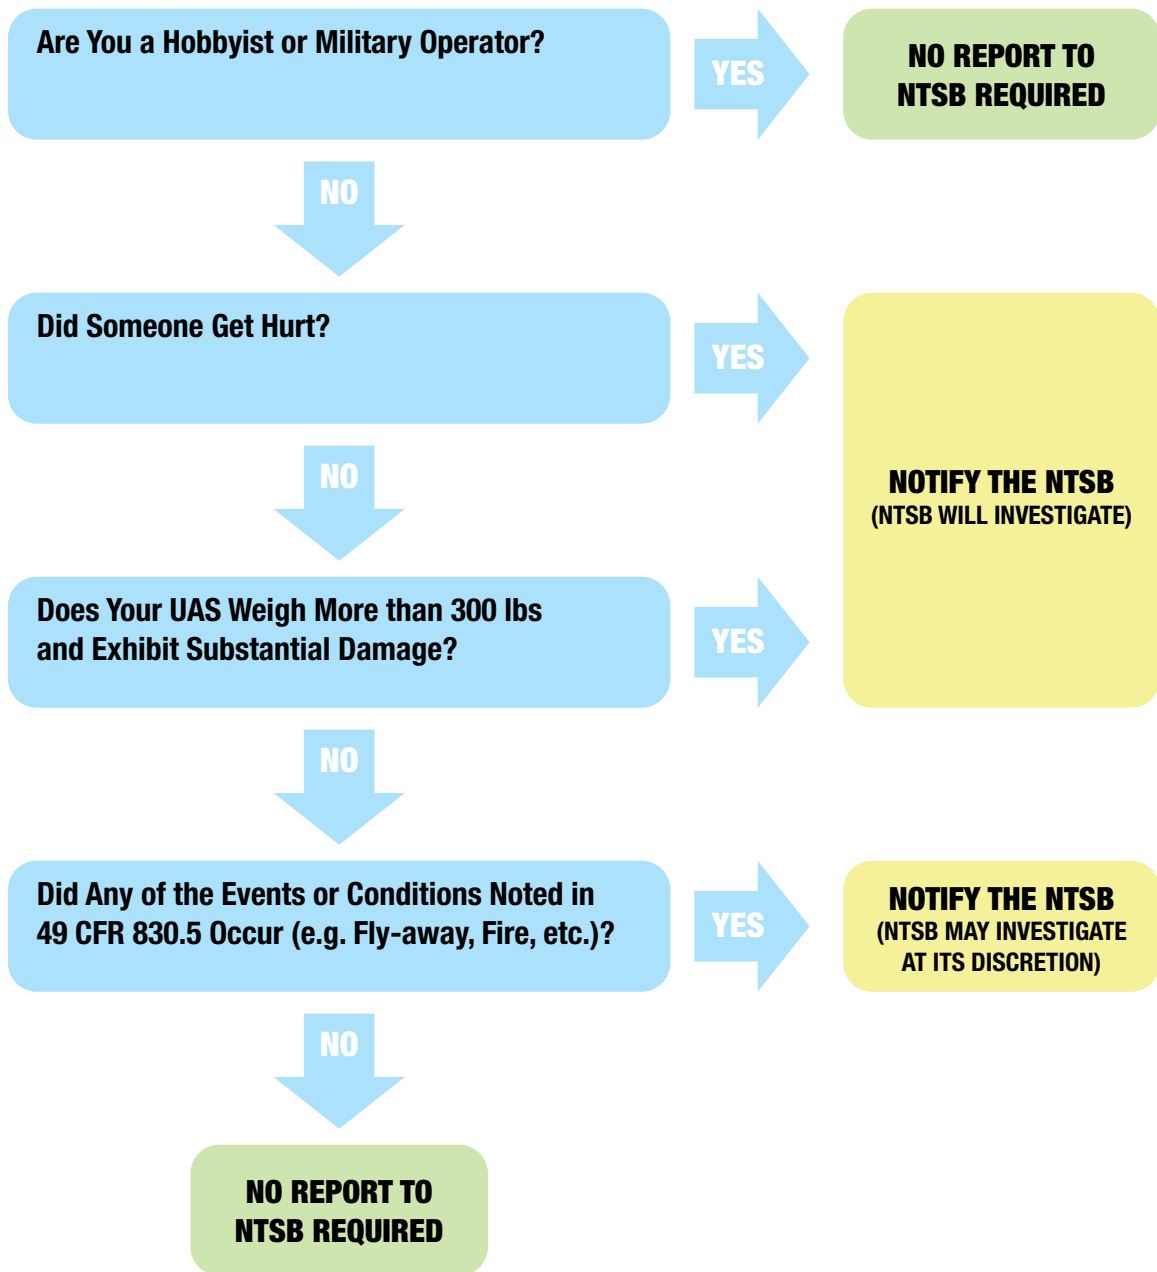 Are You a Hobbyist or Military Operator?
YES
NO REPORT TO
NTSB REQUIRED
NO
Did Someone Get Hurt?
YES
NOTIFY THE NTSB
(NTSB WILL INVESTIGATE)
NO
Does Your UAS Weigh More than 300 lbs
and Exhibit Substantial Damage?
YES
NO
Did Any of the Events or Conditions Noted in
49 CFR 830.5 Occur (e.g. Fly-away, Fire, etc.)?
YES
NOTIFY THE NTSB
(NTSB MAY INVESTIGATE
AT ITS DISCRETION)
NO
NO REPORT TO
NTSB REQUIRED